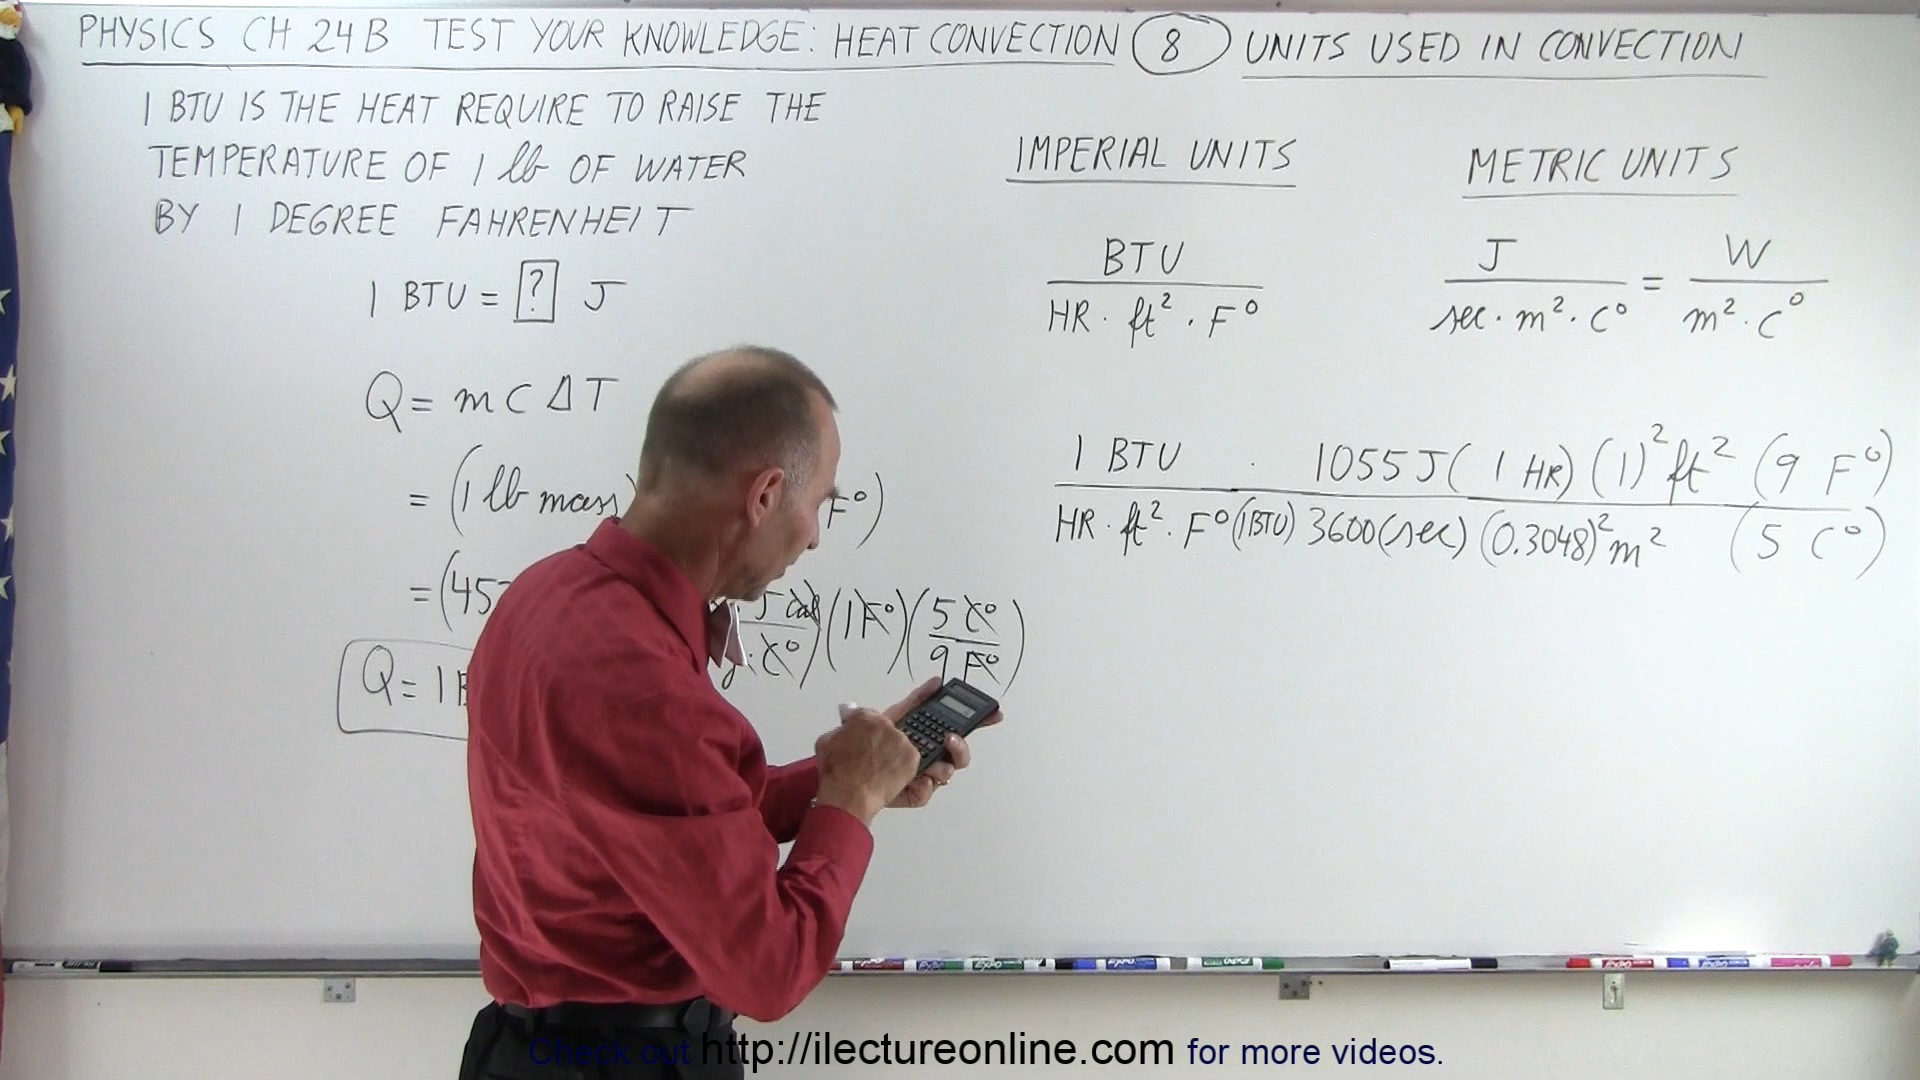 PHYSICS CH 24B TEST YOUR KNOWLEDGE: HEAT CONVECTION 8 UNITS USED IN CONVECTION
1 BTU IS THE HEAT REQUIRE TO RAISE THE
TEMPERATURE OF 1 lb OF WATER
BY 1 DEGREE FAHRENHEIT
1 BTU = ? J
Q = m C Δ T
= (1 lb mass) F°)
= (45 J cal (1 F°) (5 C°
g · C°) 9 F°)
Q = 1 B
IMPERIAL UNITS
BTU
HR · ft² · F°
METRIC UNITS
J = W
sec · m² · C° m² · C°
1 BTU · 1055 J (1 HR) (1)² ft² (9 F°)
HR · ft² · F° (1BTU) 3600 (sec) (0.3048)² m² (5 C°)
Check out http://ilectureonline.com for more videos.